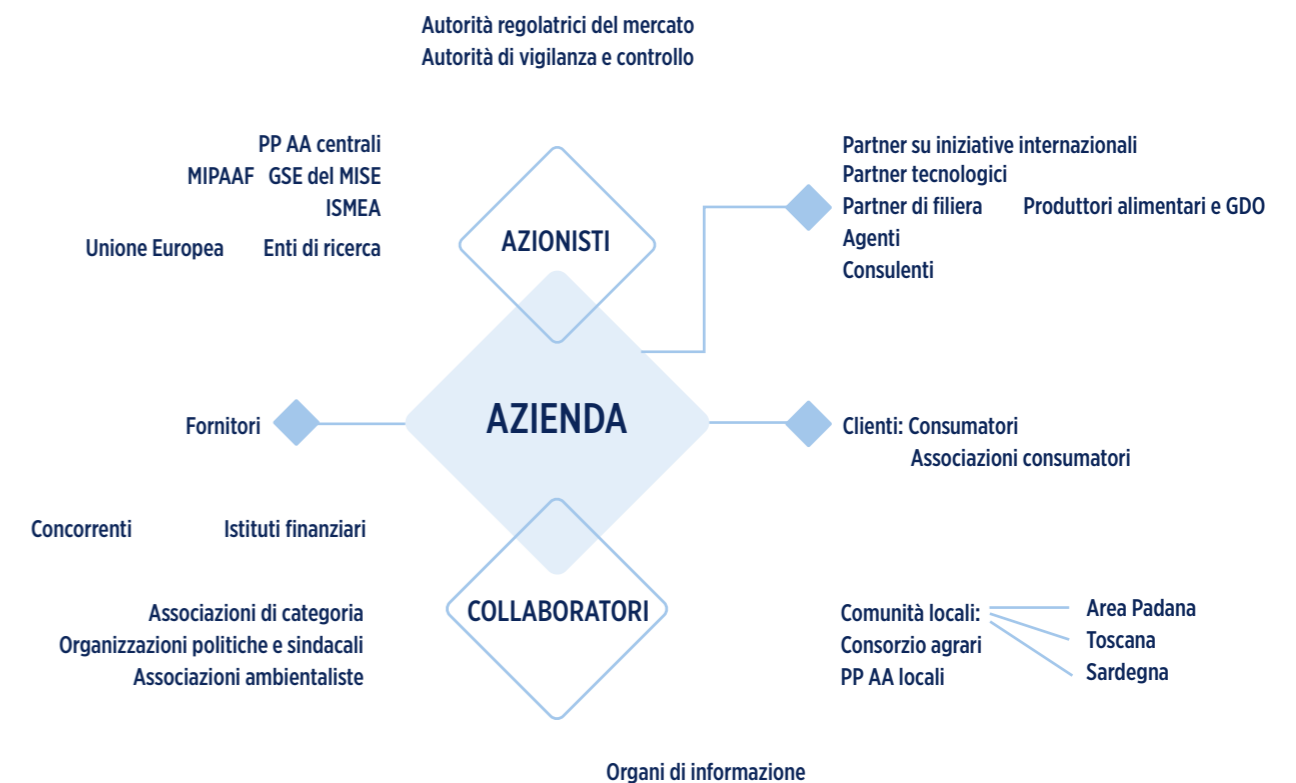 Autorità regolatrici del mercato
Autorità di vigilanza e controllo
PP AA centrali
MIPAAF GSE del MISE
ISMEA
Unione Europea Enti di ricerca
AZIONISTI
Partner su iniziative internazionali
Partner tecnologici
Partner di filiera Produttori alimentari e GDO
Agenti
Consulenti
Fornitori
AZIENDA
Clienti: Consumatori
Associazioni consumatori
Concorrenti Istituti finanziari
Associazioni di categoria
Organizzazioni politiche e sindacali
Associazioni ambientaliste
COLLABORATORI
Comunità locali: Area Padana
Consorzio agrari Toscana
PP AA locali Sardegna
Organi di informazione